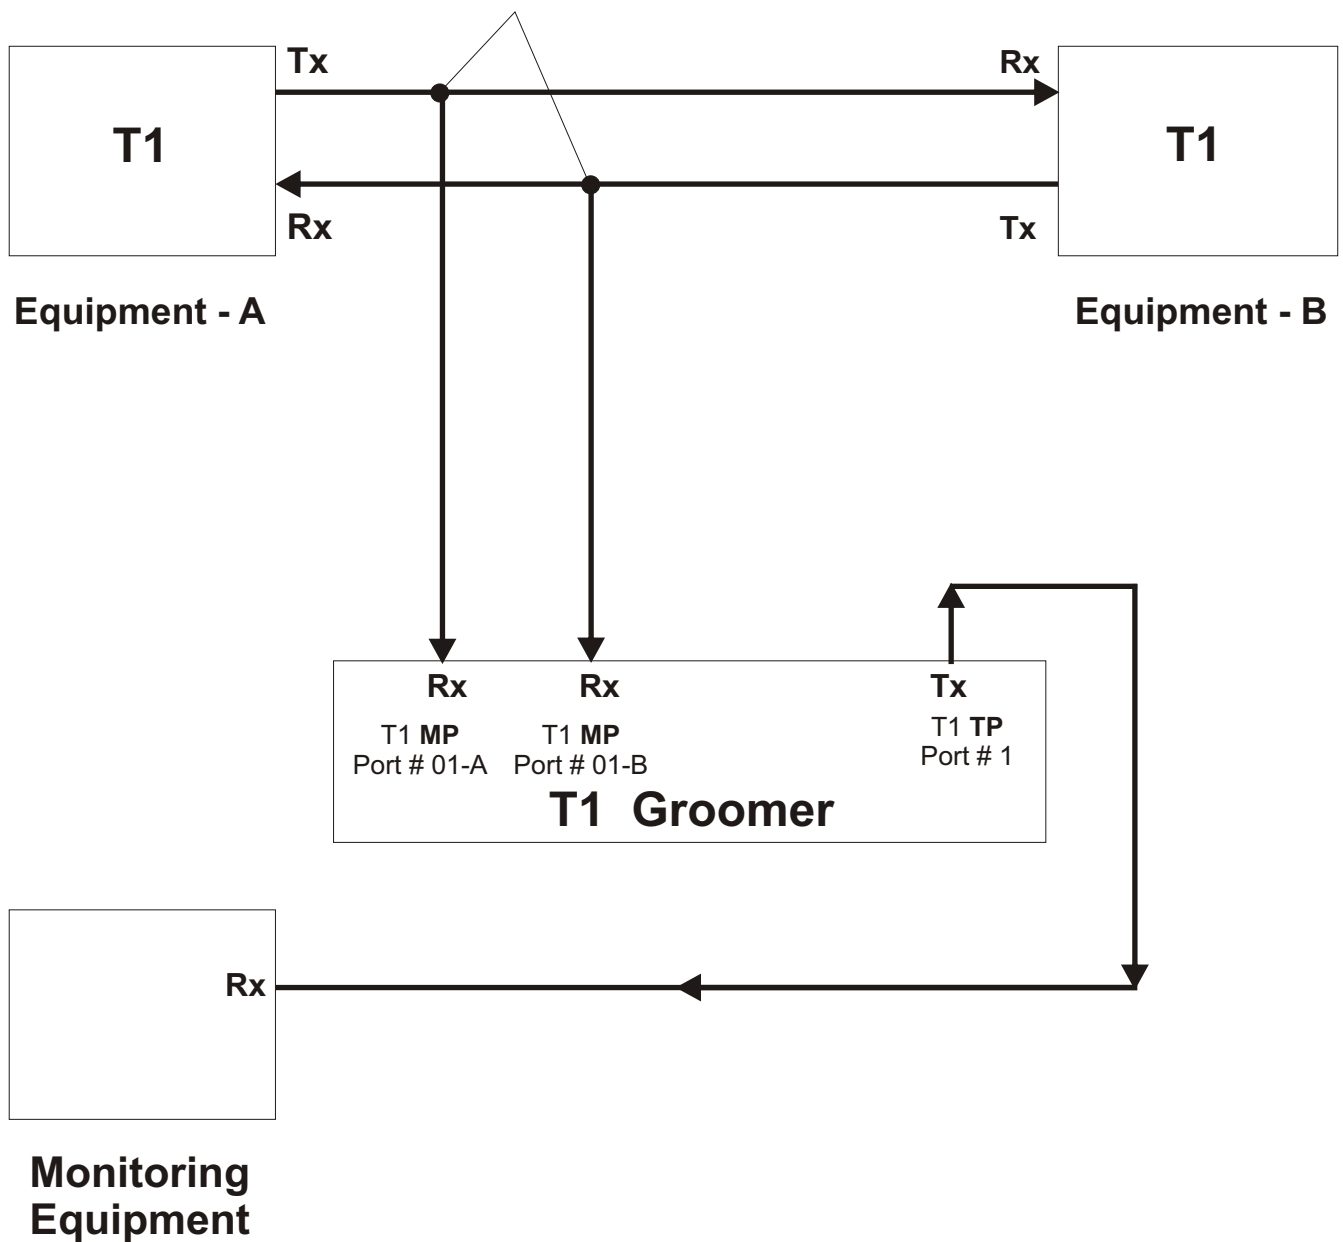 Tx
Rx
T1
T1
Rx
Tx
Equipment - A
Equipment - B
Rx
Rx
Tx
T1 MP
Port # 01-A
T1 MP
Port # 01-B
T1 TP
Port # 1
T1 Groomer
Rx
Monitoring
Equipment